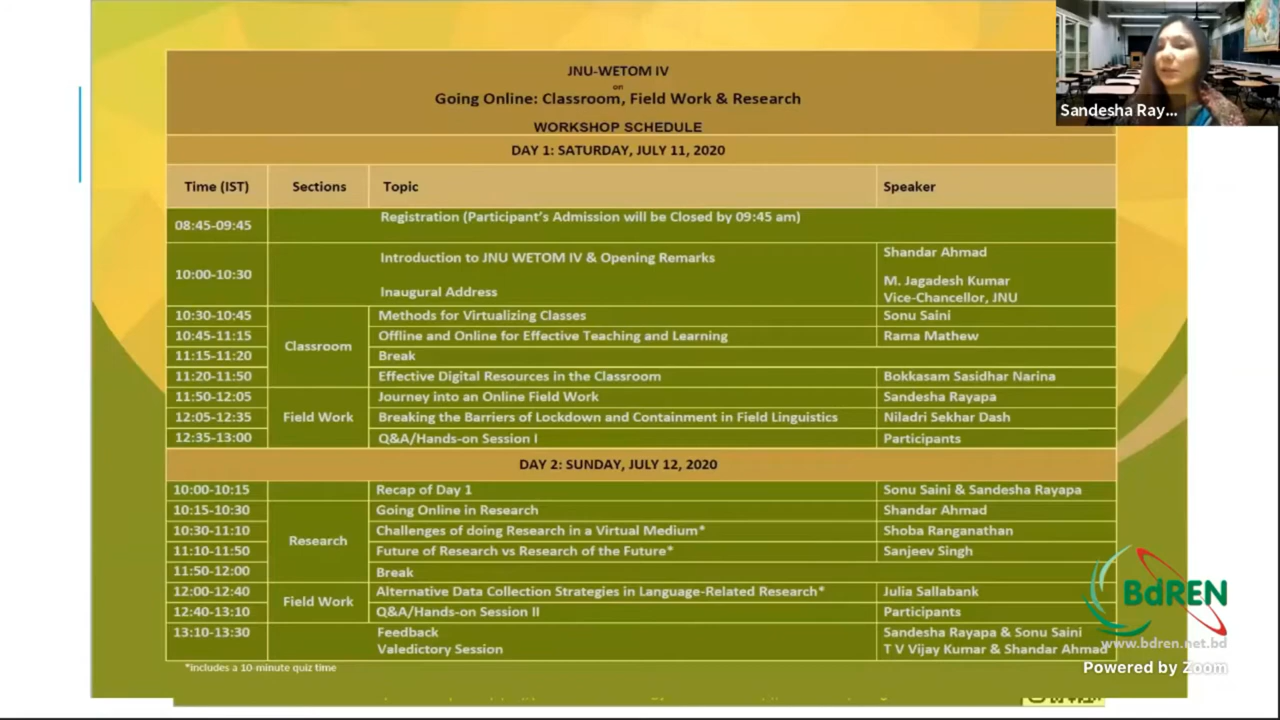 JNU-WETOM IV
on
Going Online: Classroom, Field Work & Research
WORKSHOP SCHEDULE
Sandesha Ray...
DAY 1: SATURDAY, JULY 11, 2020
Time (IST) Sections Topic Speaker
08:45-09:45 Registration (Participant's Admission will be Closed by 09:45 am)
10:00-10:30 Introduction to JNU WETOM IV & Opening Remarks Shandar Ahmad
Inaugural Address M. Jagadesh Kumar
Vice-Chancellor, JNU
10:30-10:45 Classroom Methods for Virtualizing Classes Sonu Saini
10:45-11:15 Offline and Online for Effective Teaching and Learning Rama Mathew
11:15-11:20 Break
11:20-11:50 Effective Digital Resources in the Classroom Bokkasam Sasidhar Narina
11:50-12:05 Field Work Journey into an Online Field Work Sandesha Rayapa
12:05-12:35 Breaking the Barriers of Lockdown and Containment in Field Linguistics Niladri Sekhar Dash
12:35-13:00 Q&A/Hands-on Session I Participants
DAY 2: SUNDAY, JULY 12, 2020
10:00-10:15 Recap of Day 1 Sonu Saini & Sandesha Rayapa
10:15-10:30 Research Going Online in Research Shandar Ahmad
10:30-11:10 Challenges of doing Research in a Virtual Medium* Shoba Ranganathan
11:10-11:50 Future of Research vs Research of the Future* Sanjeev Singh
11:50-12:00 Break
12:00-12:40 Field Work Alternative Data Collection Strategies in Language-Related Research* Julia Sallabank
12:40-13:10 Q&A/Hands-on Session II Participants
13:10-13:30 Feedback Sandesha Rayapa & Sonu Saini
Valedictory Session T V Vijay Kumar & Shandar Ahmad
*Includes a 10-minute quiz time
BdREN
www.bdren.net.bd
Powered by Zoom